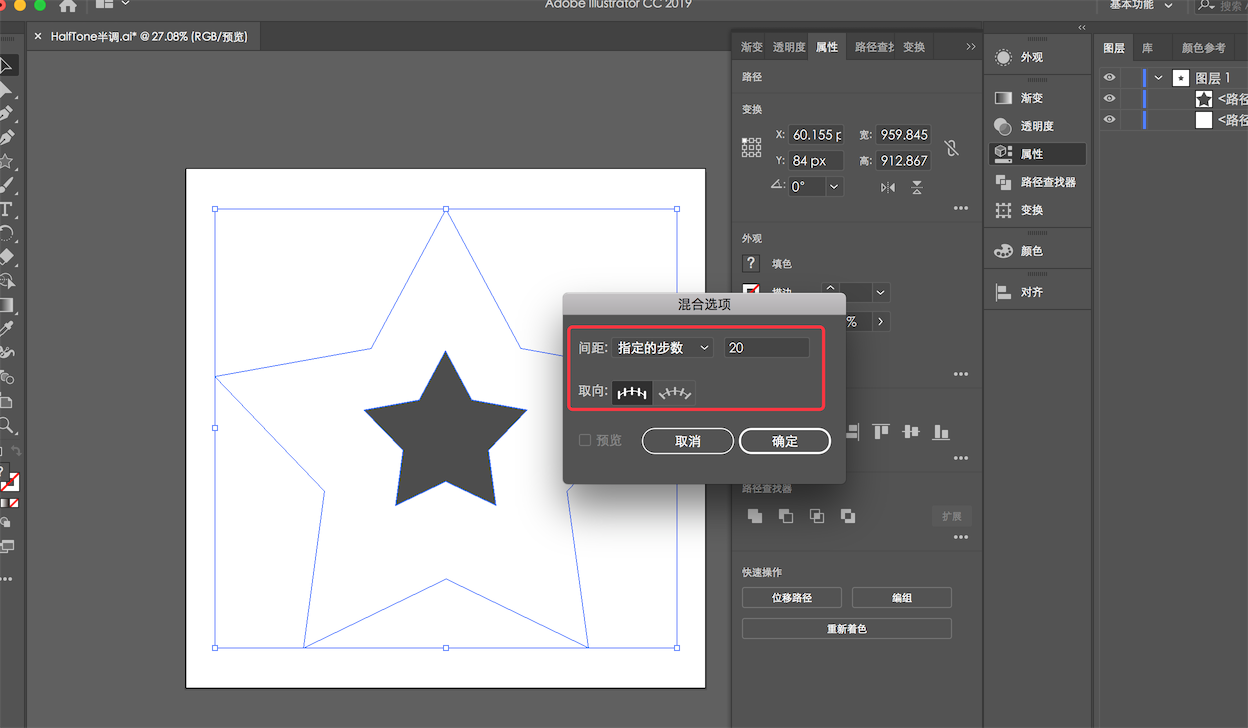 Adobe Illustrator CC 2019
基本功能
搜索
× HalfTone半调.ai* @ 27.08% (RGB/预览)
渐变 透明度 属性 路径查找 变换
路径
变换
X: 60.155 p 宽: 959.845
Y: 84 px 高: 912.867
0°
外观
? 填色
描边
%
混合选项
间距: 指定的步数 20
取向:
预览 取消 确定
路径查找器
扩展
快速操作
位移路径 编组
重新着色
外观
渐变
透明度
属性
路径查找器
变换
颜色
对齐
图层 库 颜色参考
图层 1
<路径
<路径